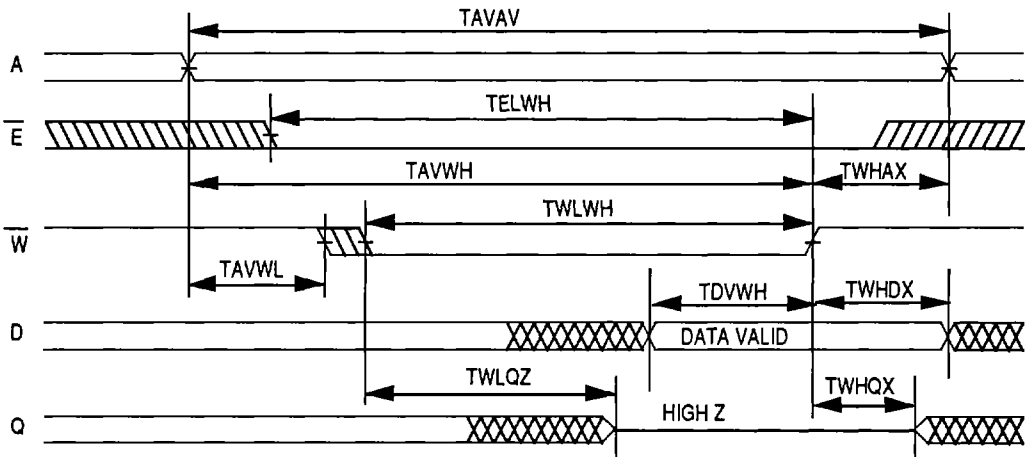 TAVAV
A
TELWH
E
TAVWH
TWHAX
TWLWH
W
TAVWL
TDVWH
TWHDX
D
DATA VALID
TWLQZ
TWHQX
Q
HIGH Z